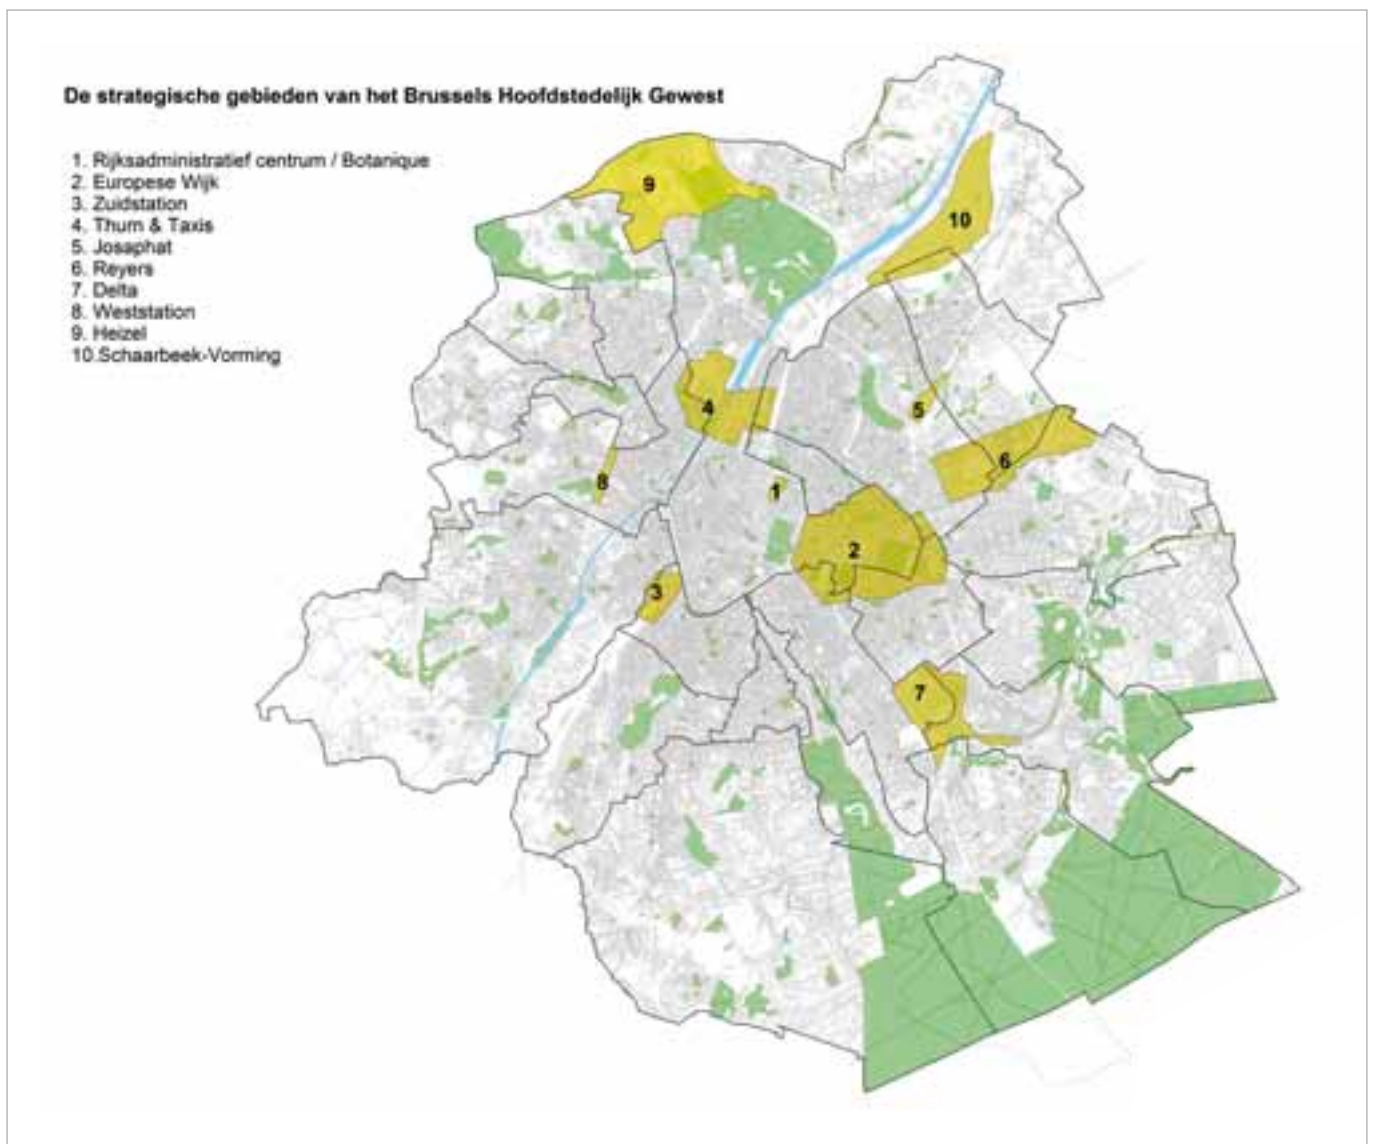 De strategische gebieden van het Brussels Hoofdstedelijk Gewest
1. Rijksadministratief centrum / Botanique
2. Europese Wijk
3. Zuidstation
4. Thurn & Taxis
5. Josaphat
6. Reyers
7. Delta
8. Weststation
9. Heizel
10.Schaarbeek-Vorming
9
10
4
5
6
8
1
2
3
7